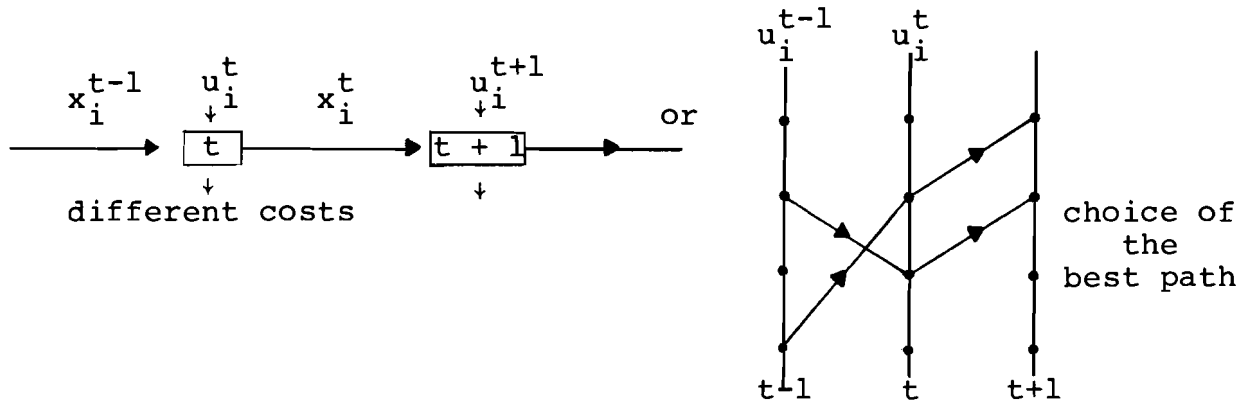 x_i^{t-1} u_i^t x_i^t u_i^{t+1}
t t + 1
different costs
or
u_i^{t-1} u_i^t
choice of
the
best path
t-1 t t+1